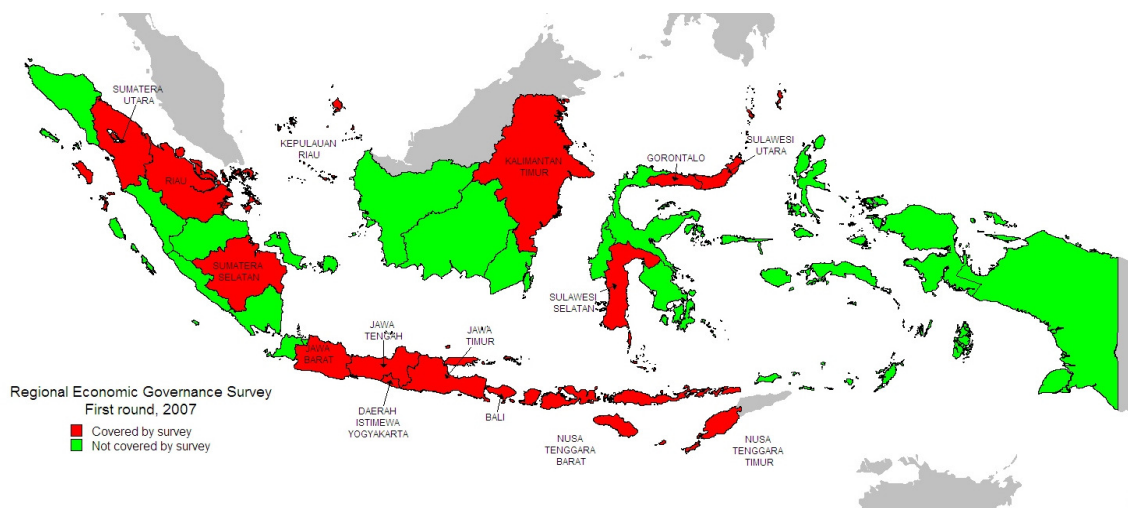 SUMATERA
UTARA
KEPULAUAN
RIAU
RIAU
SUMATERA
SELATAN
KALIMANTAN
TIMUR
GORONTALO
SULAWESI
UTARA
SULAWESI
SELATAN
JAWA
TENGAH
JAWA
TIMUR
JAWA
BARAT
DAERAH
ISTIMEWA
YOGYAKARTA
BALI
NUSA
TENGGARA
BARAT
NUSA
TENGGARA
TIMUR
Regional Economic Governance Survey
First round, 2007
Covered by survey
Not covered by survey